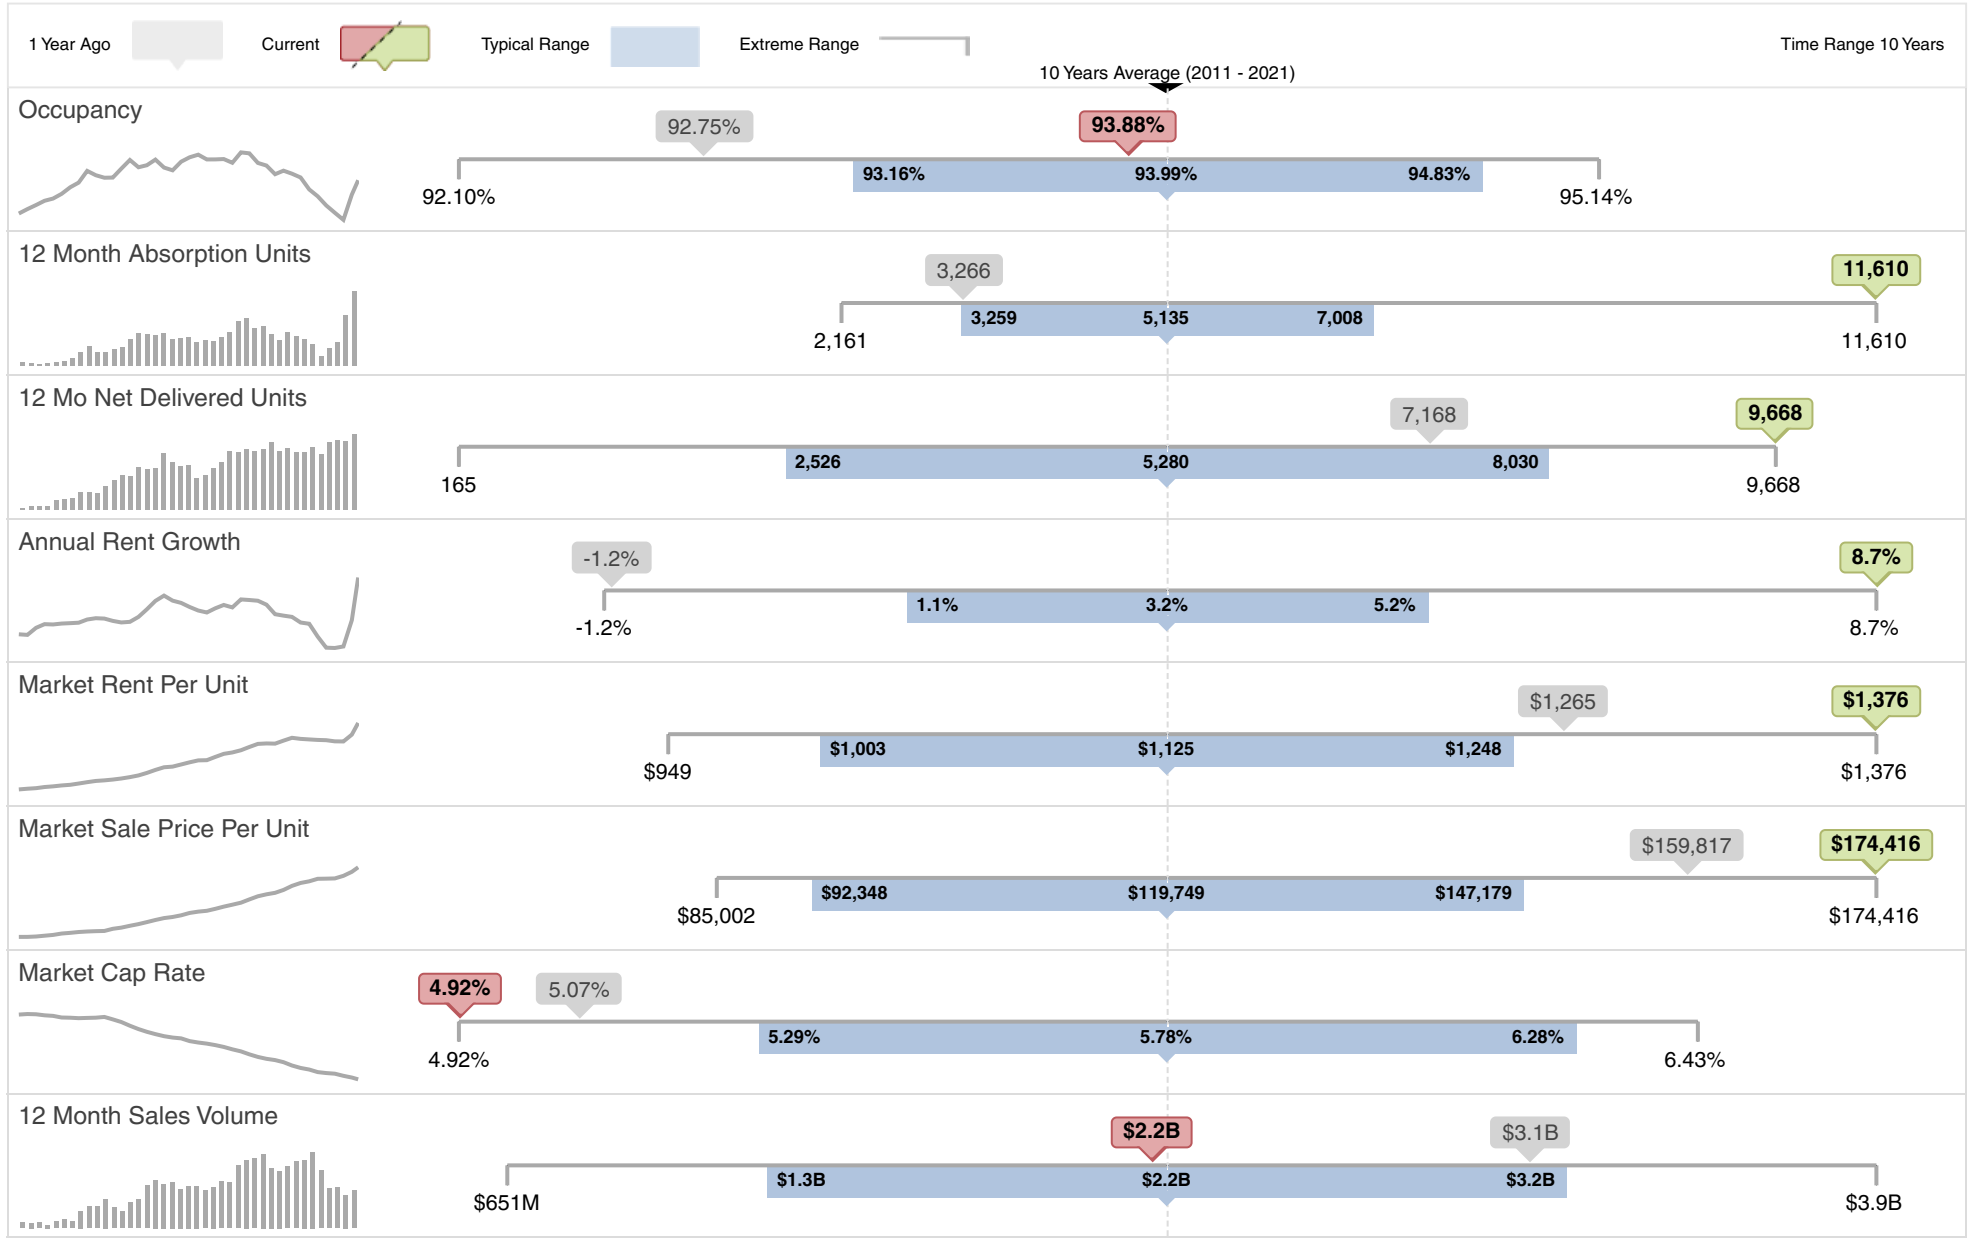 1 Year Ago Current Typical Range Extreme Range Time Range 10 Years
10 Years Average (2011 - 2021)
Occupancy
92.75% 93.88%
93.16% 93.99% 94.83%
92.10% 95.14%
12 Month Absorption Units
3,266 11,610
3,259 5,135 7,008
2,161 11,610
12 Mo Net Delivered Units
7,168 9,668
2,526 5,280 8,030
165 9,668
Annual Rent Growth
-1.2% 8.7%
1.1% 3.2% 5.2%
-1.2% 8.7%
Market Rent Per Unit
$1,265 $1,376
$1,003 $1,125 $1,248
$949 $1,376
Market Sale Price Per Unit
$159,817 $174,416
$92,348 $119,749 $147,179
$85,002 $174,416
Market Cap Rate
4.92% 5.07%
5.29% 5.78% 6.28%
4.92% 6.43%
12 Month Sales Volume
$2.2B $3.1B
$1.3B $2.2B $3.2B
$651M $3.9B